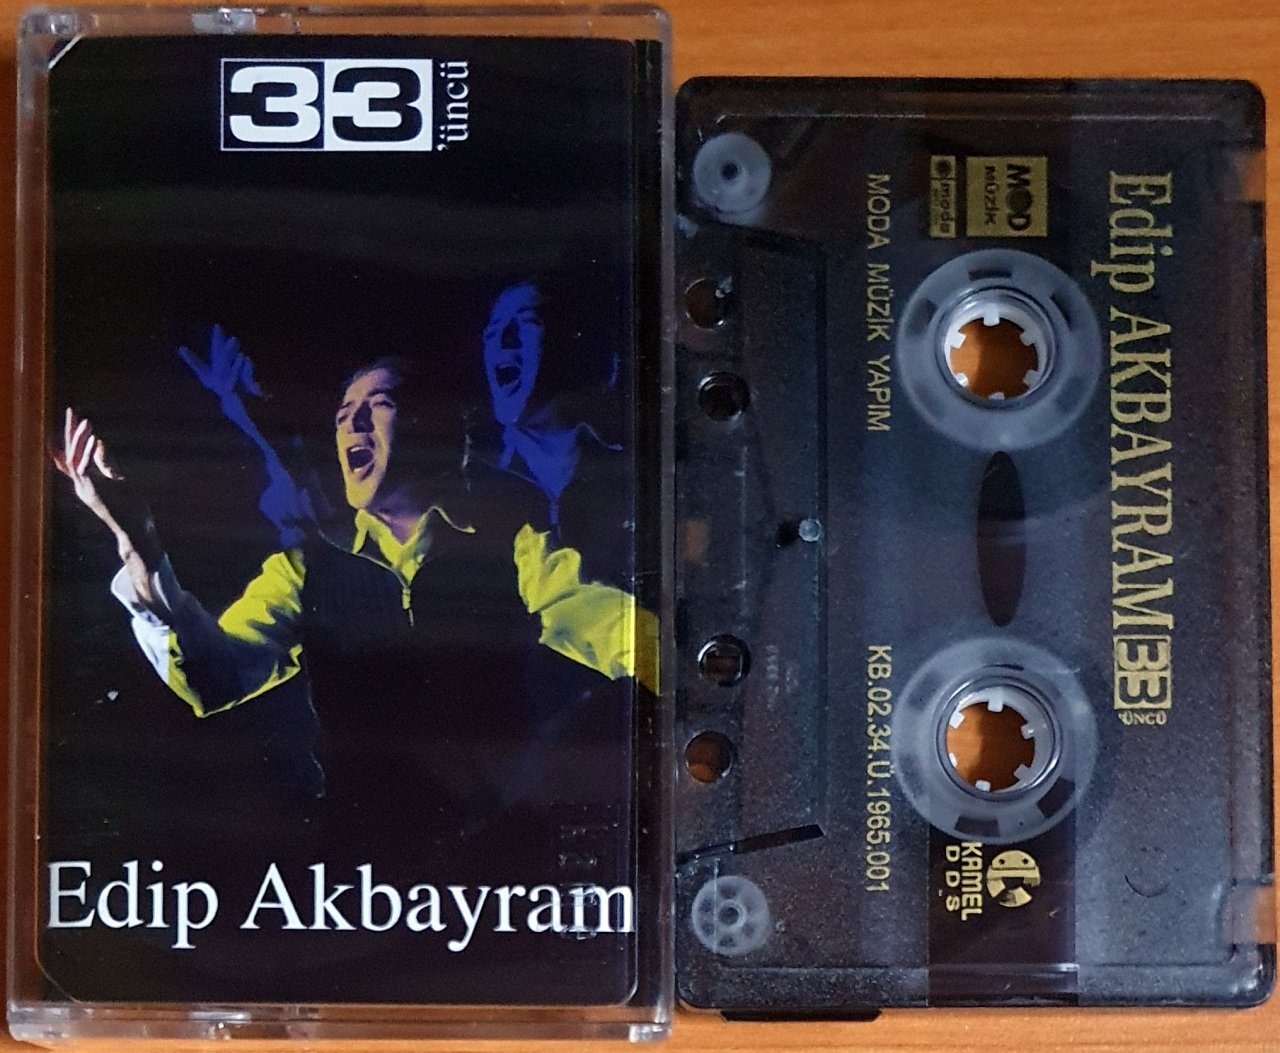 33
'üncü
Edip Akbayram
Edip AKBAYRAM 33
'ÜNCÜ
MOD
MÜZİK
moda
MODA MÜZİK YAPIM
KB.02.34.Ü.1965.001
KAMEL
D D S